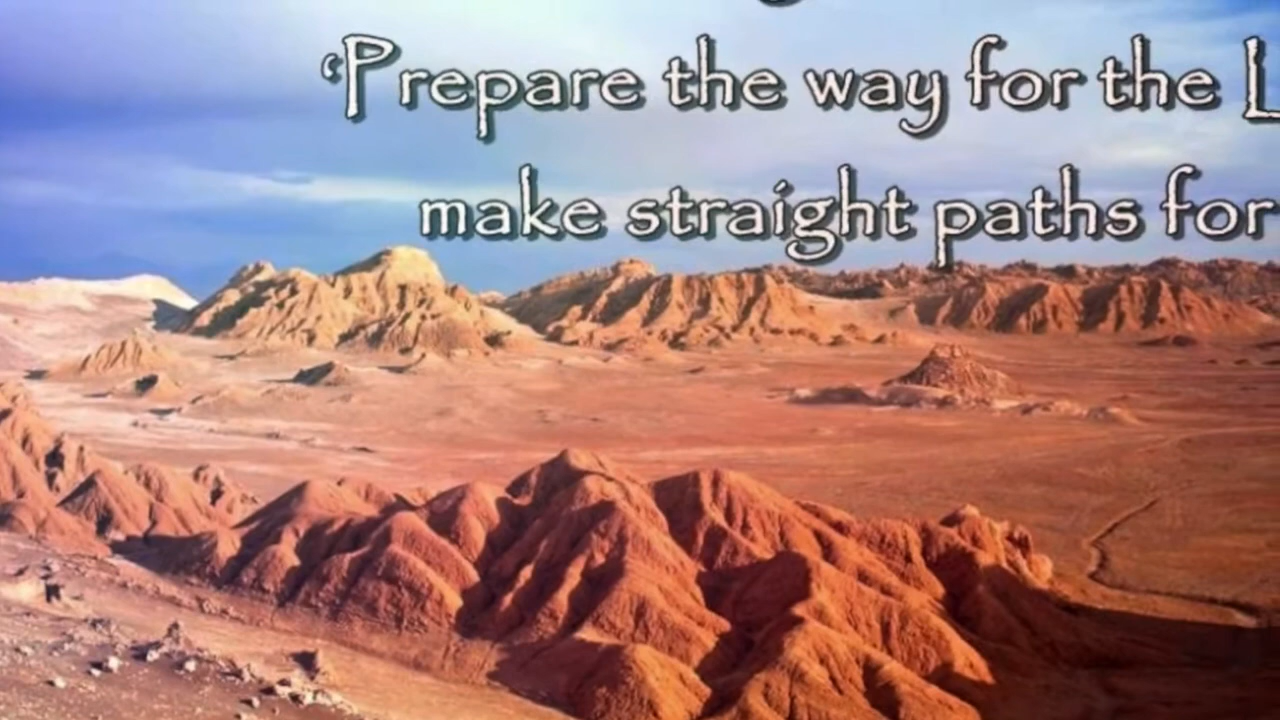 ‘Prepare the way for the
make straight paths for